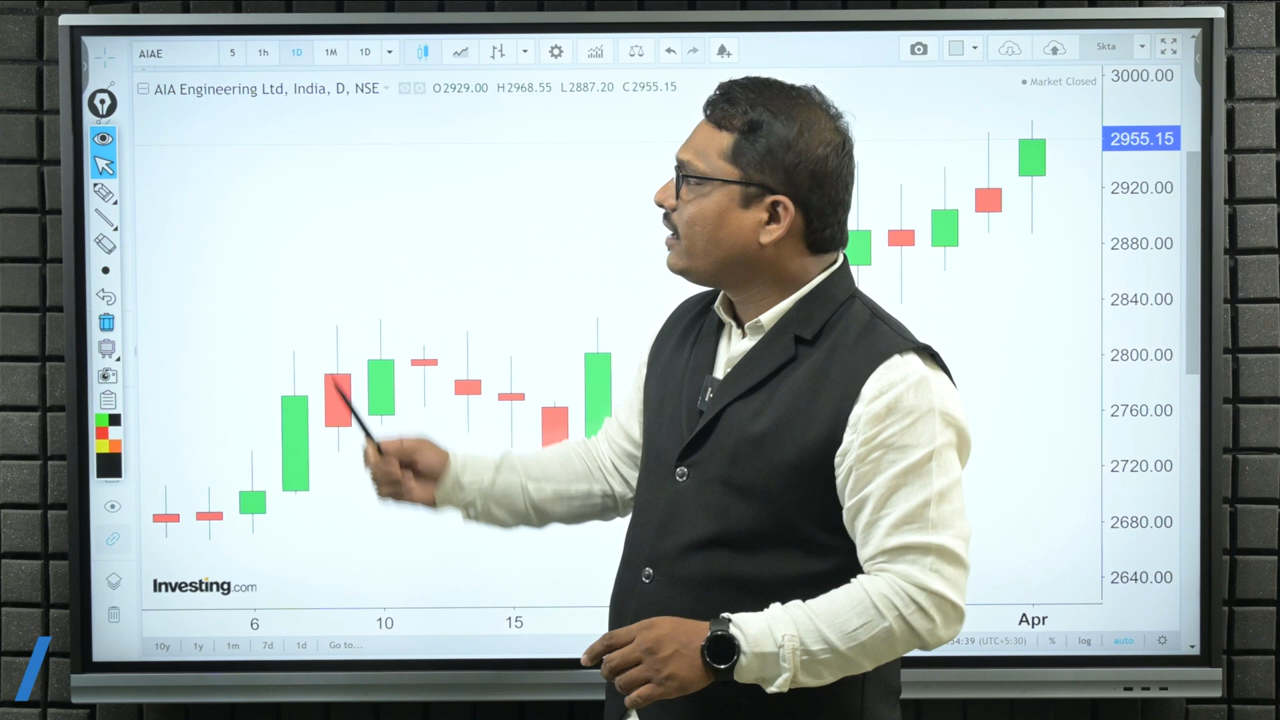 AIAE 5 1h 1D 1M 1D Skta
AIA Engineering Ltd, India, D, NSE O2929.00 H2968.55 L2887.20 C2955.15
Market Closed
3000.00
2955.15
2920.00
2880.00
2840.00
2800.00
2760.00
2720.00
2680.00
2640.00
Investing.com
6 10 15 Apr
10y 1y 1m 7d 1d Go to... 54:39 (UTC+5:30) % log auto